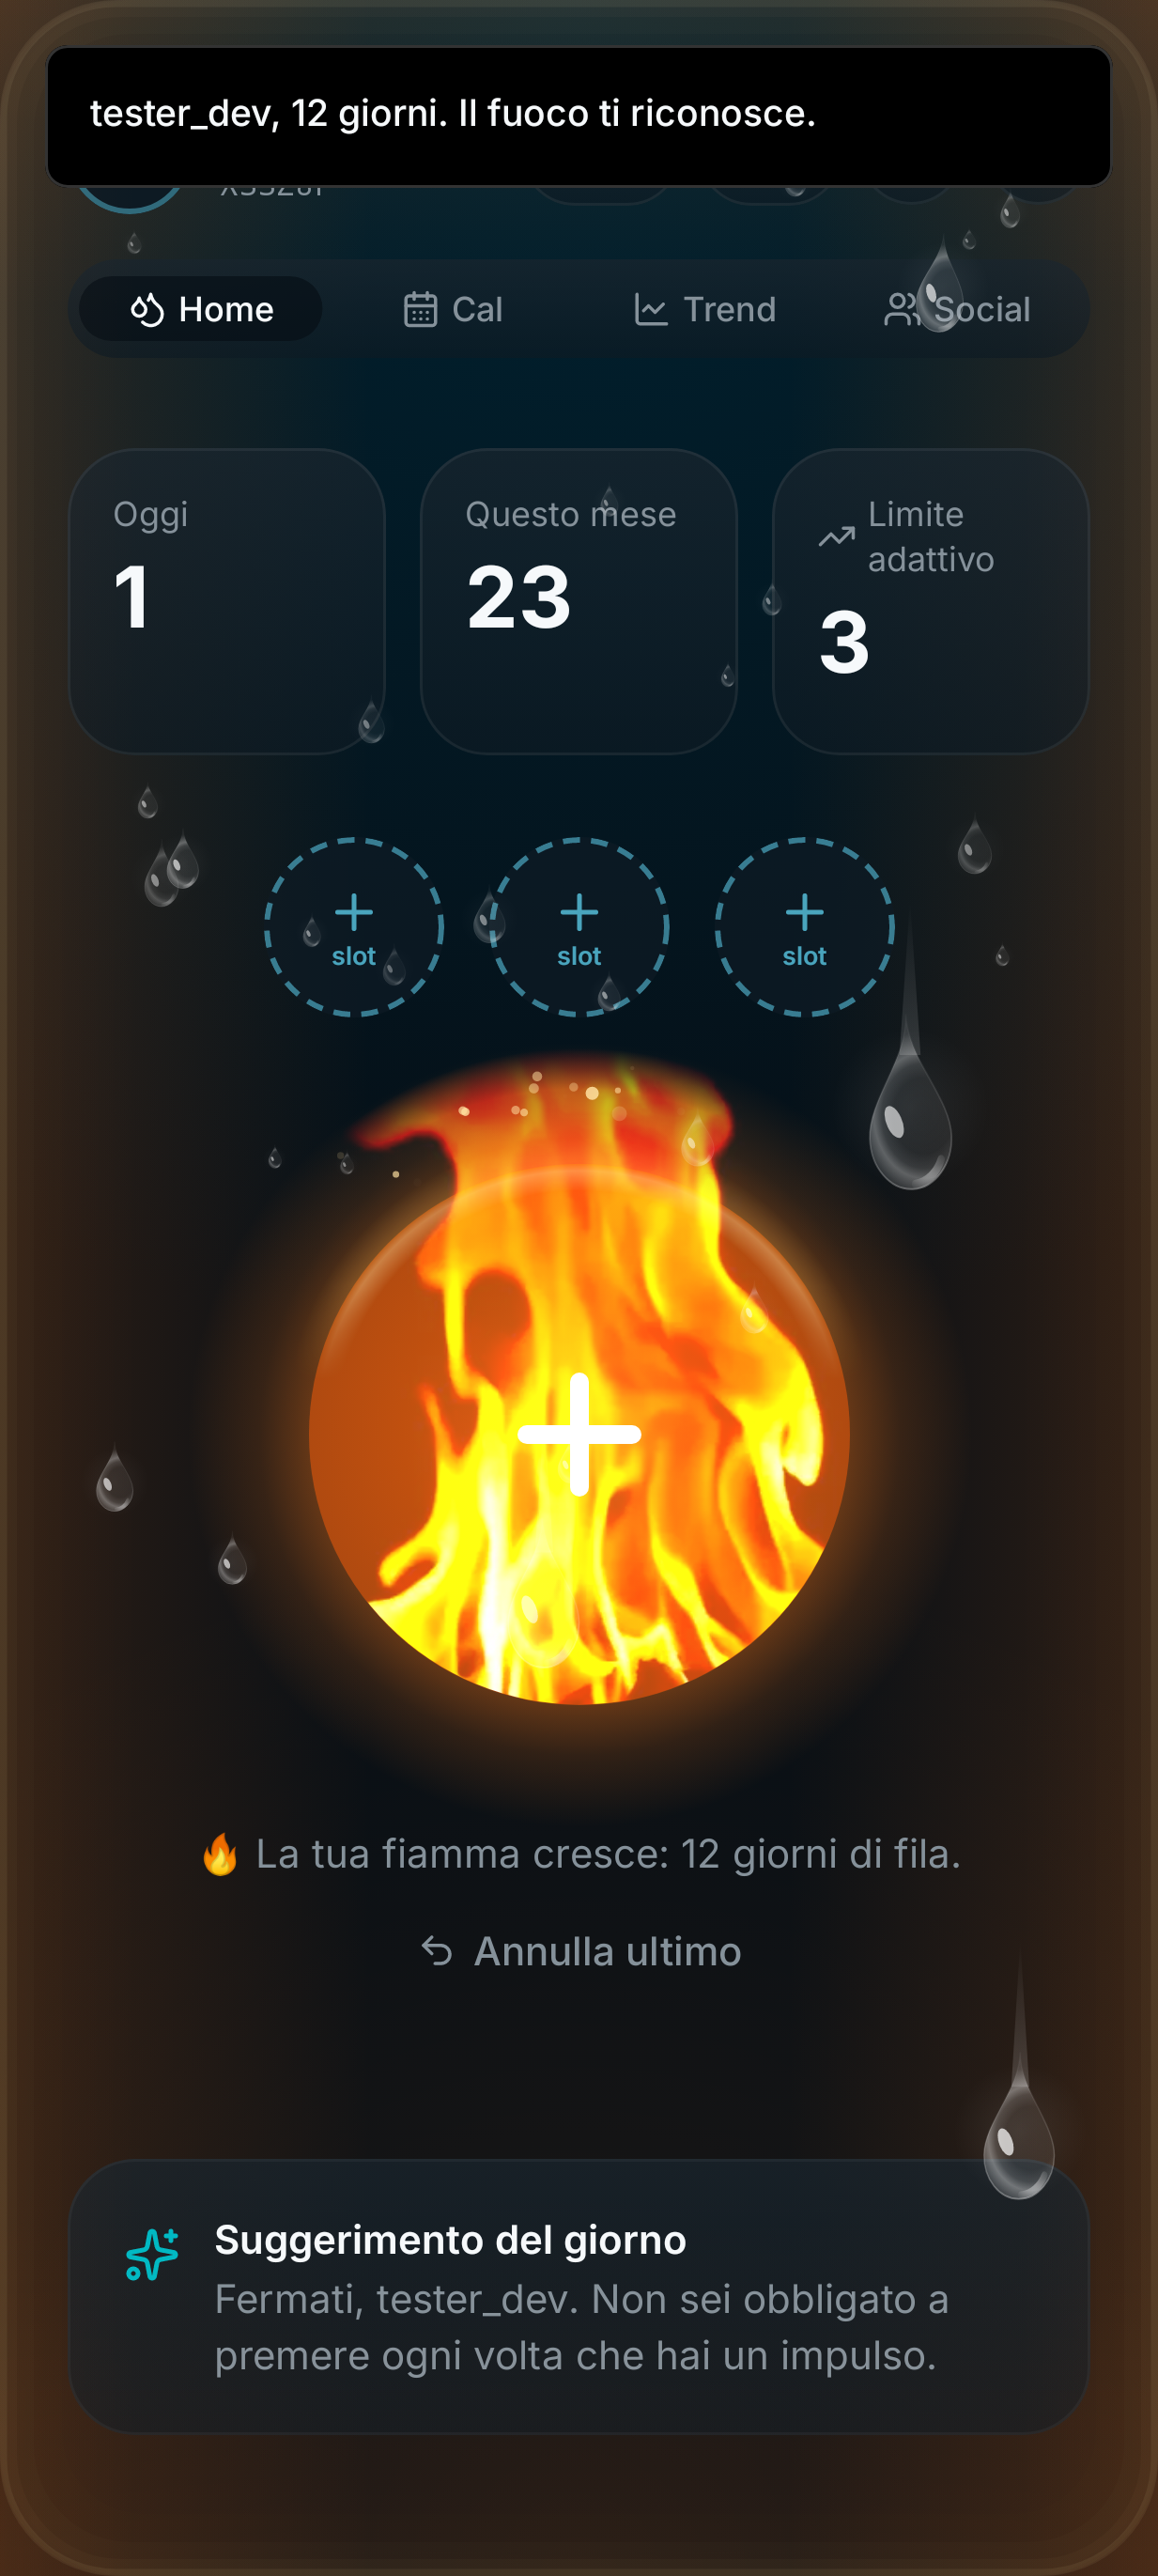 tester_dev, 12 giorni. Il fuoco ti riconosce.
Home
Cal
Trend
Social
Oggi
1
Questo mese
23
Limite
adattivo
3
slot
slot
slot
🔥 La tua fiamma cresce: 12 giorni di fila.
Annulla ultimo
Suggerimento del giorno
Fermati, tester_dev. Non sei obbligato a
premere ogni volta che hai un impulso.